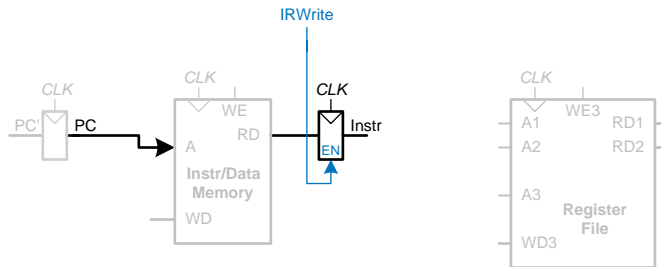 IRWrite
CLK
CLK
CLK
CLK
WE
WE3
PC'
PC
RD
Instr
A1
RD1
A
EN
A2
RD2
Instr/Data
Memory
A3
Register
File
WD
WD3